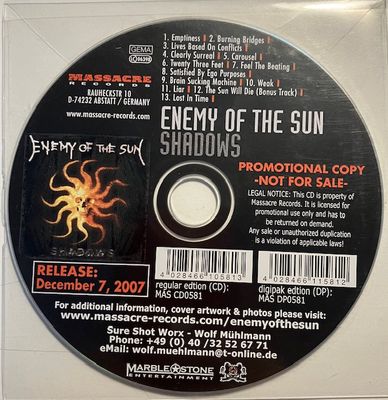 GEMA
LC 06398
1. Emptiness | 2. Burning Bridges |
3. Lives Based On Conflicts |
4. Clearly Surreal | 5. Carousel |
6. Twenty Three Feet | 7. Feel The Beating |
8. Satisfied By Ego Purposes |
9. Brain Trust Machine | 10. Weak |
11. Liar | 12. The Sun Will Die (Bonus Track) |
13. Lost In Time |
MASSACRE
RECORDS
RAUHECKSTR 10
D-74232 ABSTATT / GERMANY
www.massacre-records.com
ENEMY OF THE SUN
SHADOWS
ENEMY OF THE SUN
SHADOWS
PROMOTIONAL COPY
-NOT FOR SALE-
LEGAL NOTICE: This CD is property of
Massacre Records. It is licensed for
promotional use only and has to
be returned on demand.
Any sale or unauthorized duplication
is a violation of applicable laws!
RELEASE:
December 7, 2007
4 028466 105813
regular edtion (CD):
MAS CD0581
4 028466 115812
digipak edition (DP):
MAS DP0581
For additional information, cover artwork & photos please visit:
www.massacre-records.com/enemyofthesun
Sure Shot Worx - Wolf Mühlmann
Phone: +49 (0) 40 / 32 52 67 71
eMail: wolf.muehlmann@t-online.de
MARBLE STONE
ENTERTAINMENT